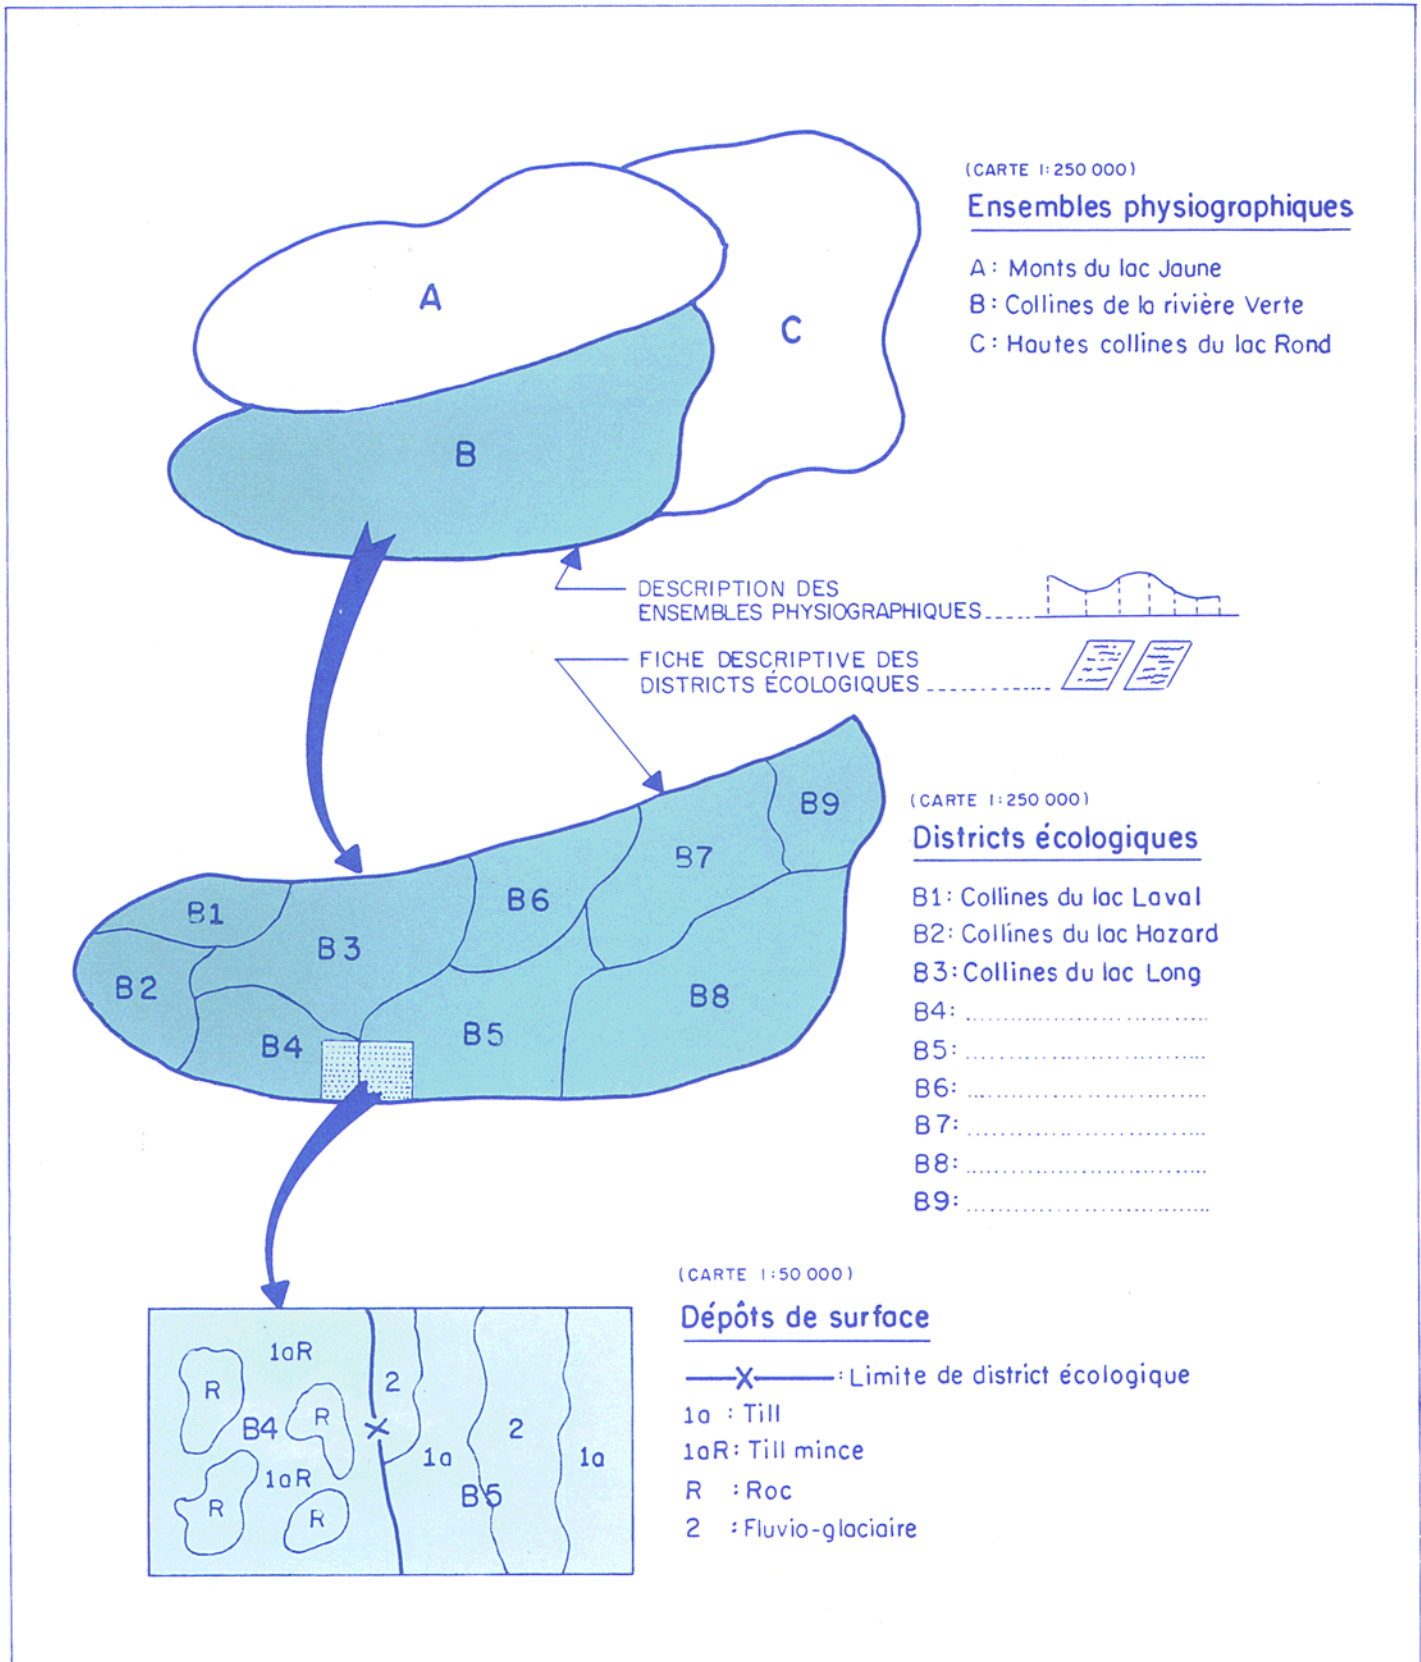 (CARTE 1:250 000)
Ensembles physiographiques
A: Monts du lac Jaune
B: Collines de la rivière Verte
C: Hautes collines du lac Rond
A
C
B
DESCRIPTION DES
ENSEMBLES PHYSIOGRAPHIQUES
FICHE DESCRIPTIVE DES
DISTRICTS ÉCOLOGIQUES
(CARTE 1:250 000)
Districts écologiques
B1: Collines du lac Laval
B2: Collines du lac Hazard
B3: Collines du lac Long
B4: ..............................
B5: ..............................
B6: ..............................
B7: ..............................
B8: ..............................
B9: ..............................
B9
B7
B6
B1
B3
B2
B8
B5
B4
(CARTE 1:50 000)
Dépôts de surface
X : Limite de district écologique
1a : Till
1aR: Till mince
R : Roc
2 : Fluvio-glaciaire
1aR
R
2
B4
R
X
2
1a
1a
1aR
B5
R
R